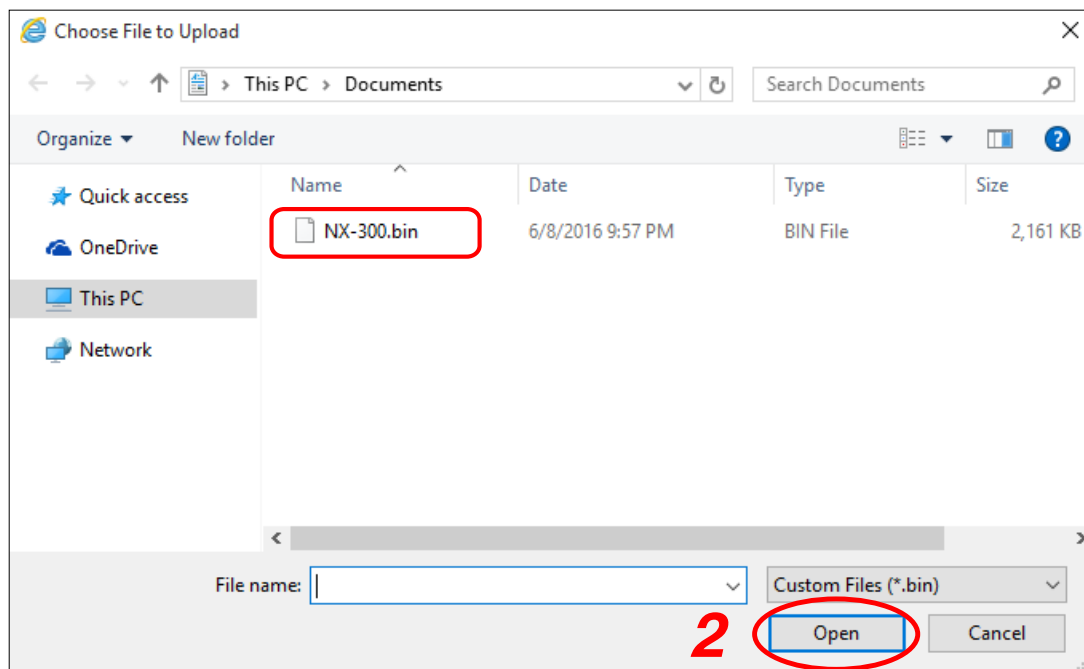 Choose File to Upload
This PC > Documents
Search Documents
Organize
New folder
Name Date Type Size
Quick access
OneDrive
This PC
Network
NX-300.bin 6/8/2016 9:57 PM BIN File 2,161 KB
File name:
Custom Files (*.bin)
2 Open Cancel